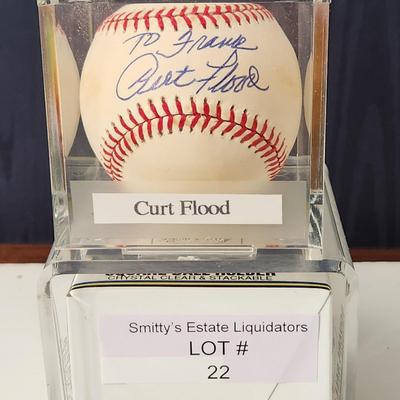 To Frank
Curt Flood
Curt Flood
CRYSTAL CLEAR & STACKABLE
Smitty's Estate Liquidators
LOT #
22